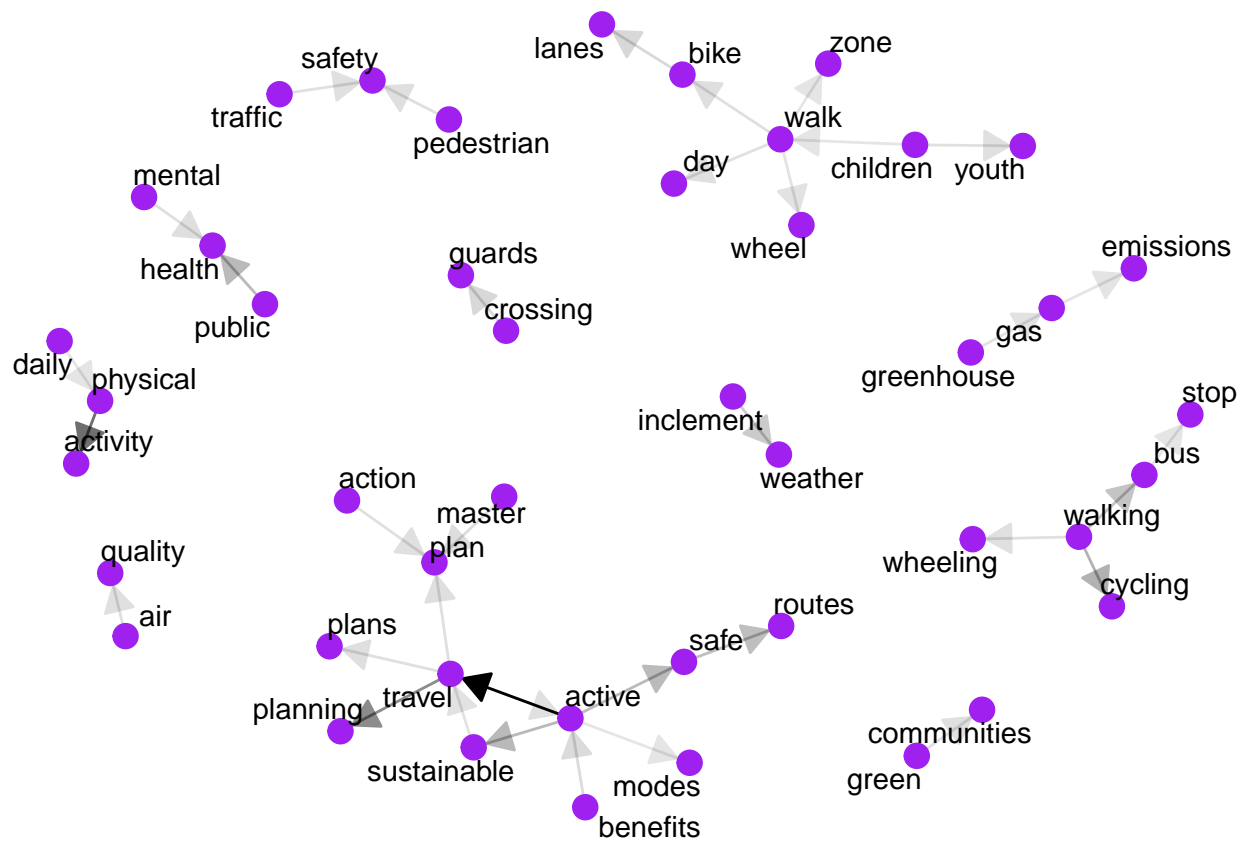 lanes
bike
zone
safety
traffic
pedestrian
walk
day
children
youth
wheel
mental
health
public
guards
crossing
emissions
gas
greenhouse
daily
physical
activity
inclement
weather
stop
bus
walking
wheeling
cycling
action
master
plan
quality
air
plans
travel
planning
active
safe
routes
sustainable
modes
benefits
communities
green